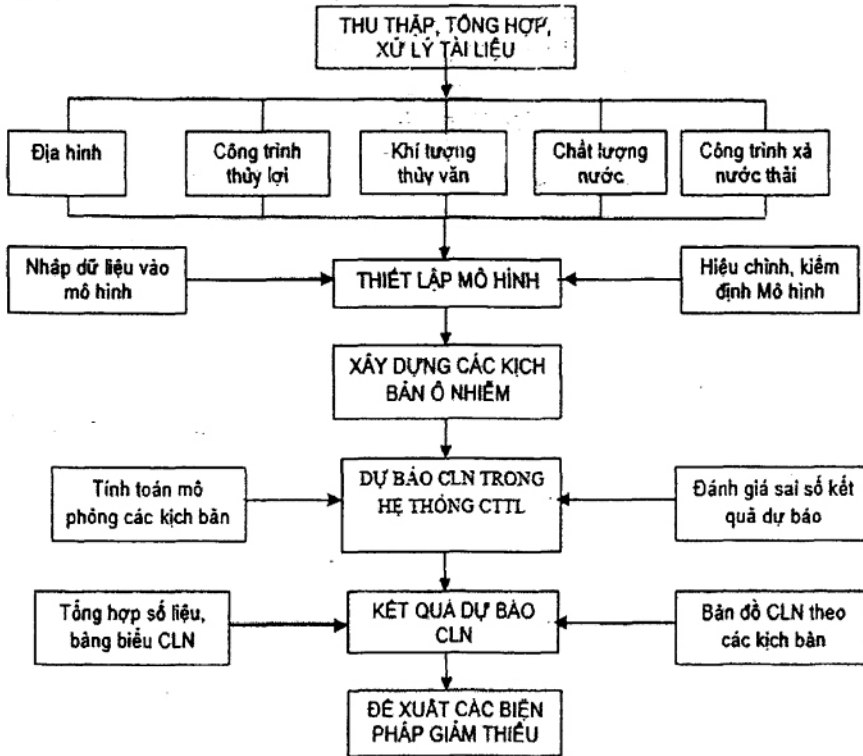 THU THẬP, TỔNG HỢP,
XỬ LÝ TÀI LIỆU
Địa hình
Công trình
thủy lợi
Khí tượng
thủy văn
Chất lượng
nước
Công trình xả
nước thải
Nhập dữ liệu vào
mô hình
THIẾT LẬP MÔ HÌNH
Hiệu chỉnh, kiểm
định Mô hình
XÂY DỰNG CÁC KỊCH
BẢN Ô NHIỄM
Tính toán mô
phỏng các kịch bản
DỰ BÁO CLN TRONG
HỆ THỐNG CTTL
Đánh giá sai số kết
quả dự báo
Tổng hợp số liệu,
bảng biểu CLN
KẾT QUẢ DỰ BÁO
CLN
Bản đồ CLN theo
các kịch bản
ĐỀ XUẤT CÁC BIỆN
PHÁP GIẢM THIỂU